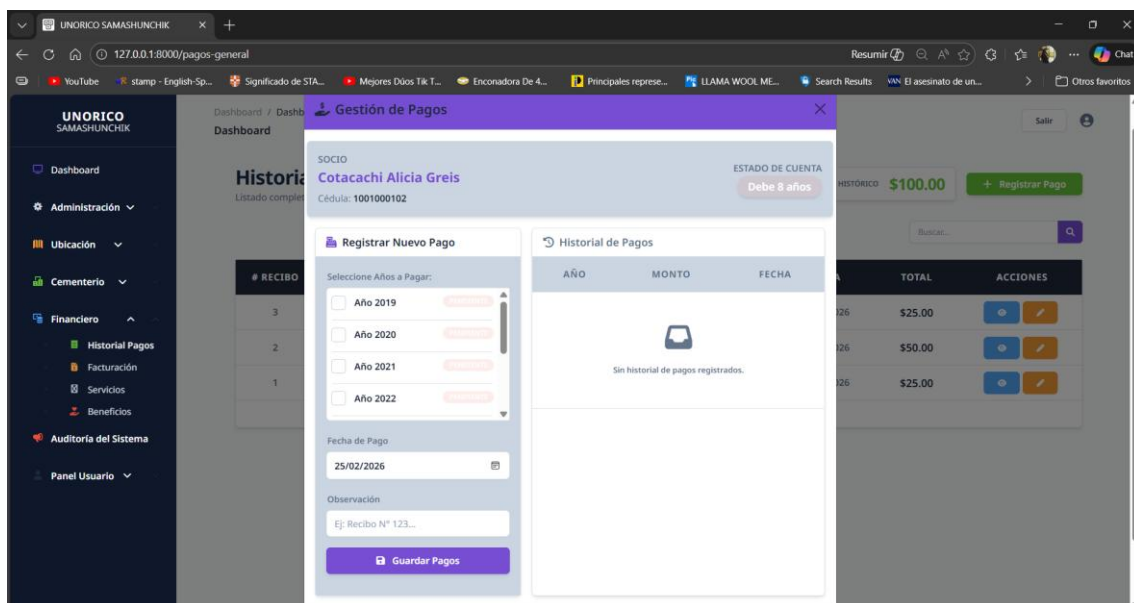 UNORICO SAMASHUNCHIK
127.0.0.1:8000/pagos-general
Resumir
Chat
YouTube
stamp - English-Sp...
Significado de STA...
Mejores Dúos Tik T...
Enconadora De 4...
Principales represe...
LLAMA WOOL ME...
Search Results
El asesinato de un...
Otros favoritos
UNORICO
SAMASHUNCHIK
Dashboard
Administración
Ubicación
Cementerio
Financiero
Historial Pagos
Facturación
Servicios
Beneficios
Auditoría del Sistema
Panel Usuario
Dashboard / Dashb
Dashboard
Salir
Historia
Listado complet
HISTÓRICO $100.00
+ Registrar Pago
Buscar...
# RECIBO
TOTAL
ACCIONES
3
026
$25.00
2
026
$50.00
1
026
$25.00
Gestión de Pagos
SOCIO
Cotacachi Alicia Greis
Cédula: 1001000102
ESTADO DE CUENTA
Debe 8 años
Registrar Nuevo Pago
Seleccione Años a Pagar:
Año 2019
Año 2020
Año 2021
Año 2022
Fecha de Pago
25/02/2026
Observación
Ej: Recibo N° 123...
Guardar Pagos
Historial de Pagos
AÑO
MONTO
FECHA
Sin historial de pagos registrados.